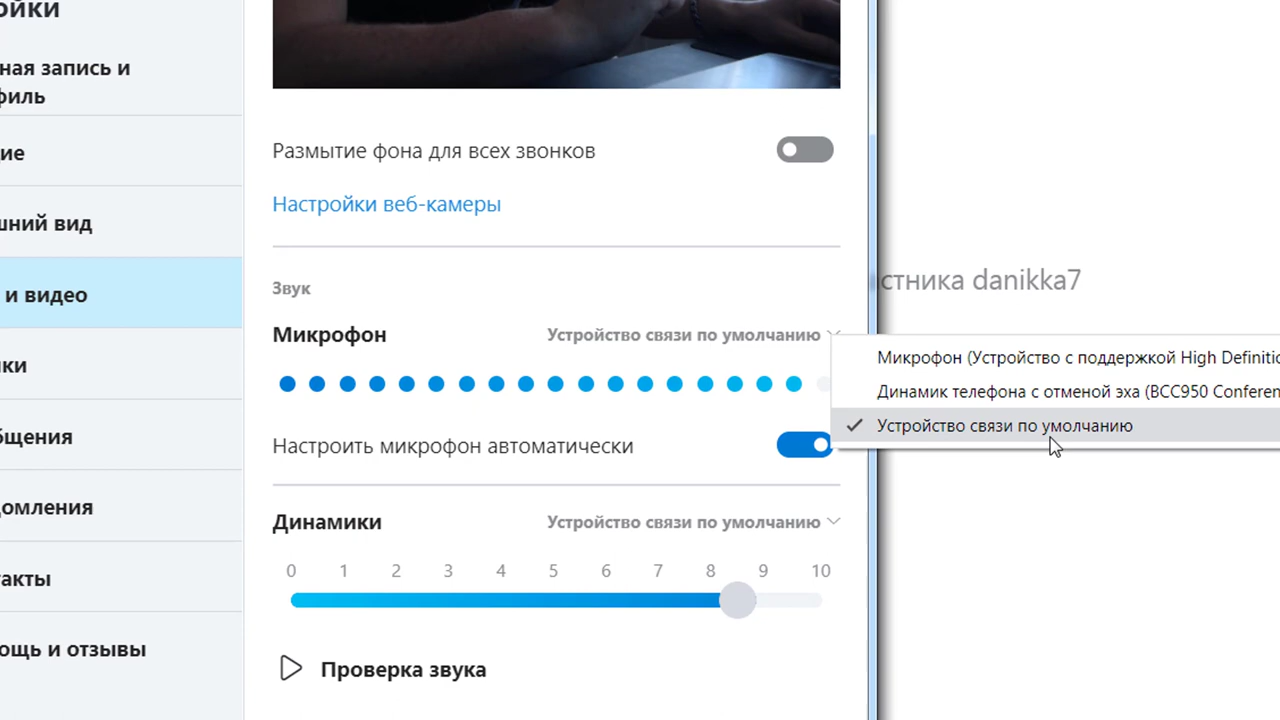 ойки
ная запись и
филь
ие
шний вид
и видео
ки
бщения
домления
такты
ощь и отзывы
Размытие фона для всех звонков
Настройки веб-камеры
Звук
Микрофон
Устройство связи по умолчанию
Настроить микрофон автоматически
Динамики
Устройство связи по умолчанию
0 1 2 3 4 5 6 7 8 9 10
Проверка звука
стника danikka7
Микрофон (Устройство с поддержкой High Definitio
Динамик телефона с отменой эха (BCC950 Conferen
Устройство связи по умолчанию